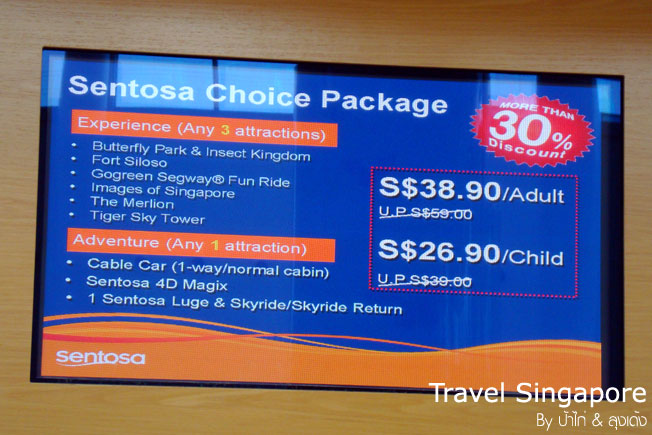 Sentosa Choice Package
MORE THAN
30%
Discount
Experience (Any 3 attractions)
• Butterfly Park & Insect Kingdom
• Fort Siloso
• Gogreen Segway® Fun Ride
• Images of Singapore
• The Merlion
• Tiger Sky Tower
S$38.90/Adult
U.P S$59.00
S$26.90/Child
U.P S$39.00
Adventure (Any 1 attraction)
• Cable Car (1-way/normal cabin)
• Sentosa 4D Magix
• 1 Sentosa Luge & Skyride/Skyride Return
sentosa
Travel Singapore
By ป้าไก่ & ลุงเด้ง